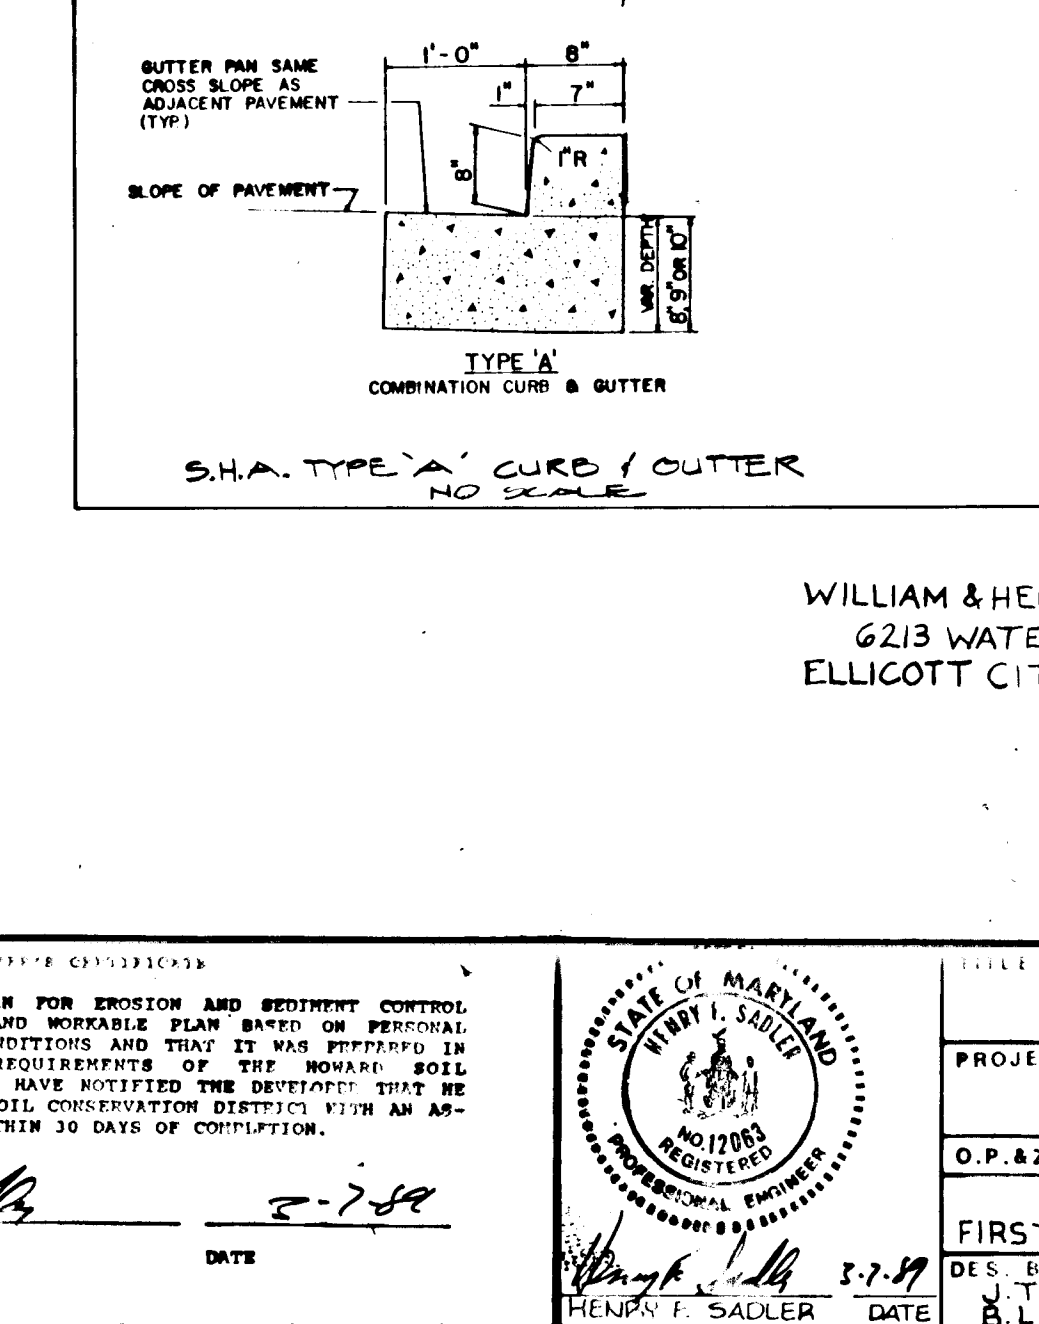 1'-0" 8"
GUTTER PAN SAME
CROSS SLOPE AS
ADJACENT PAVEMENT
(TYP.)
1" 7"
1"R
8"
SLOPE OF PAVEMENT
VAR. DEPTH
8", 9" OR 10"
TYPE 'A'
COMBINATION CURB & GUTTER
S.H.A. TYPE 'A' CURB & GUTTER
NO SCALE
WILLIAM & HE
6213 WATE
ELLICOTT CIT
N FOR EROSION AND SEDIMENT CONTROL
AND WORKABLE PLAN BASED ON PERSONAL
NDITIONS AND THAT IT WAS PREPARED IN
REQUIREMENTS OF THE HOWARD SOIL
HAVE NOTIFIED THE DEVELOPER THAT HE
OIL CONSERVATION DISTRICT WITH AN AS-
THIN 30 DAYS OF COMPLETION.
3-7-89
DATE
STATE OF MARYLAND
HENRY F. SADLER
NO. 12063
REGISTERED
PROFESSIONAL ENGINEER
Henry F. Sadler 3-7-89
HENRY F. SADLER DATE
TITLE
PROJE
O.P.&Z
FIRST
DES. B
J.T
B.L